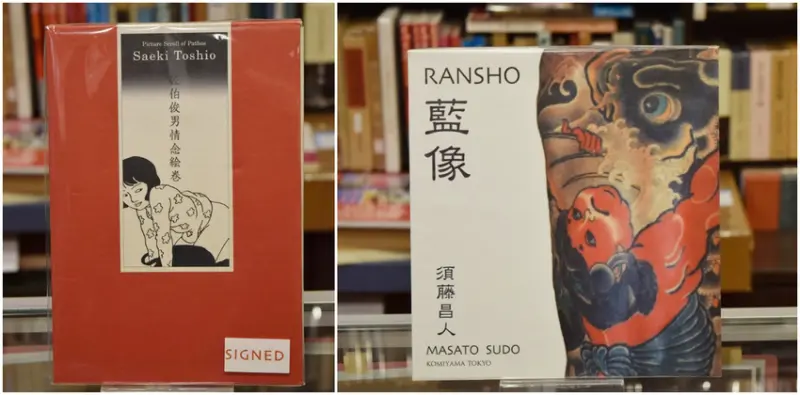 Picture Scroll of Pathos
Saeki Toshio
佐伯俊男情念絵巻
SIGNED
RANSHO
藍像
須藤昌人
MASATO SUDO
KOMIYAMA TOKYO